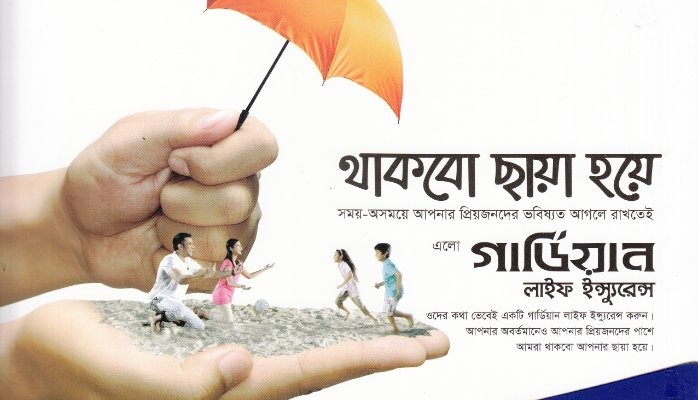 থাকবো ছায়া হয়ে
সময়-অসময়ে আপনার প্রিয়জনদের ভবিষ্যত আগলে রাখতেই
এলো গার্ডিয়ান
লাইফ ইন্স্যুরেন্স
ওদের কথা ভেবেই একটি গার্ডিয়ান লাইফ ইন্স্যুরেন্স করুন।
আপনার অবর্তমানেও আপনার প্রিয়জনদের পাশে
আমরা থাকবো আপনার ছায়া হয়ে।